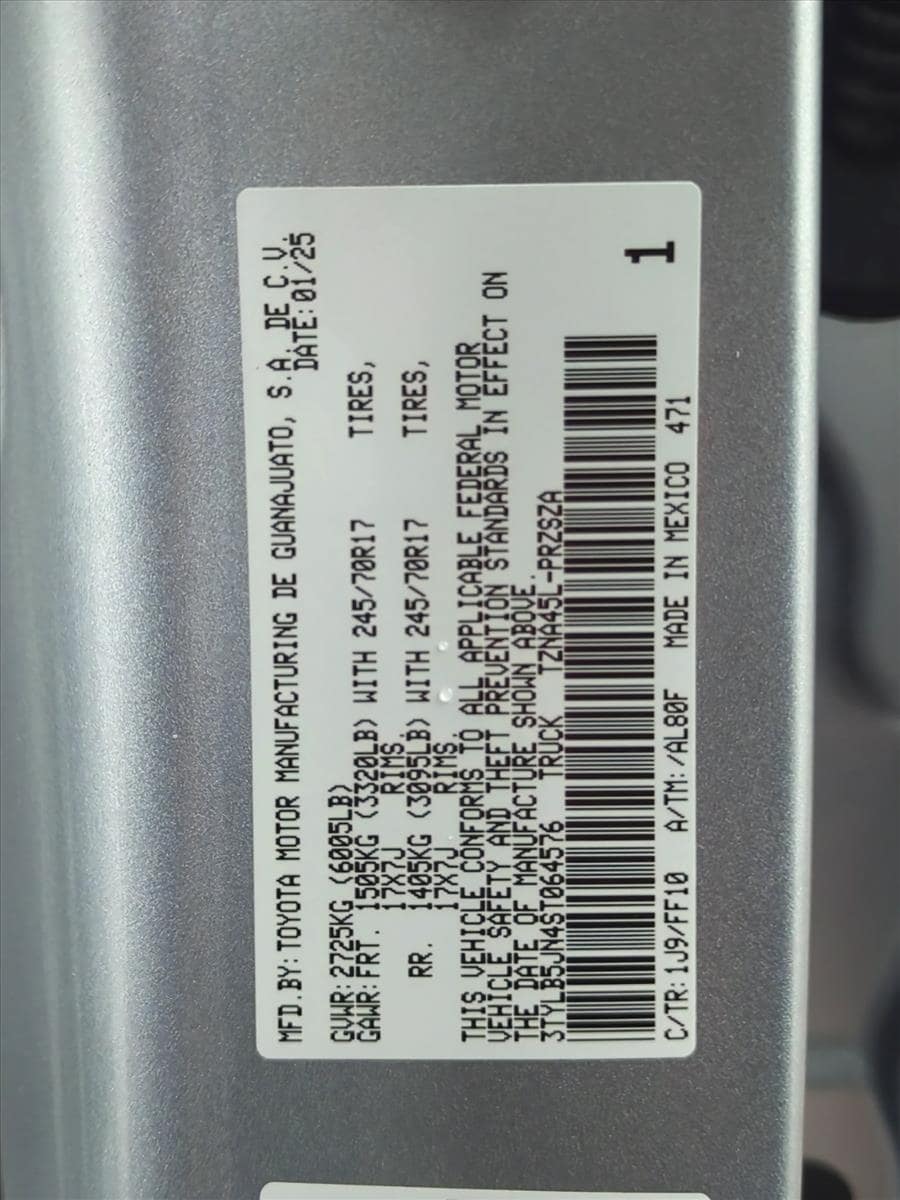 MFD.BY:TOYOTA MOTOR MANUFACTURING DE GUANAJUATO, S.A. DE C.V.
DATE:01/25
GVWR:2725KG (6005LB)
GAWR:FRT. 1505KG (3320LB) WITH 245/70R17 TIRES,
17X7J RIMS.
RR. 1405KG (3095LB) WITH 245/70R17 TIRES,
17X7J RIMS.
THIS VEHICLE CONFORMS TO ALL APPLICABLE FEDERAL MOTOR
VEHICLE SAFETY AND THEFT PREVENTION STANDARDS IN EFFECT ON
THE DATE OF MANUFACTURE SHOWN ABOVE.
3TYLB5JN4ST064576 TRUCK TZNA45L-PRZSZA
1
C/TR:1J9/FF10 A/TM:/AL80F MADE IN MEXICO 471